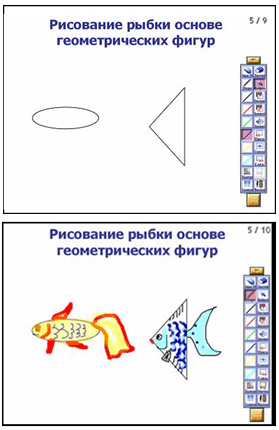 5 / 9
Рисование рыбки основе
геометрических фигур
5 / 10
Рисование рыбки основе
геометрических фигур